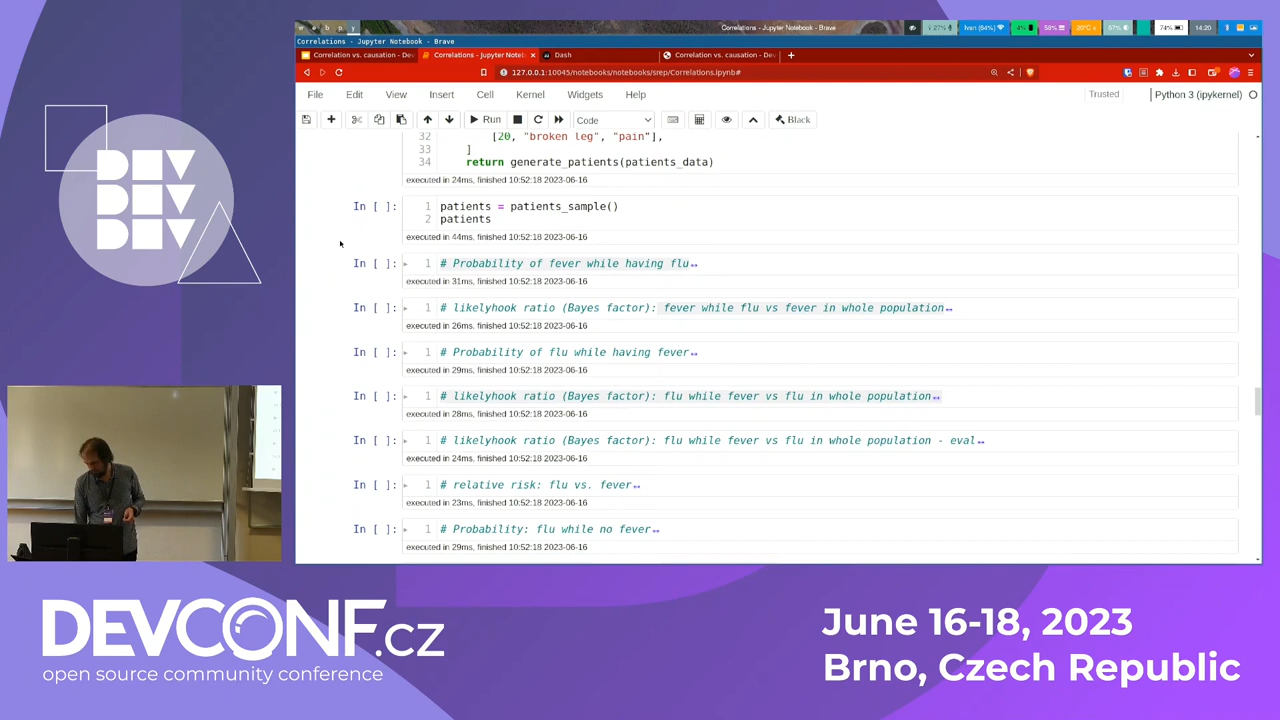 Correlations - Jupyter Notebook - Brave
Ivan (64%)
14:20
Correlations - Jupyter Notebook - Brave
Correlation vs. causation - De
Correlations - Jupyter Noteb
Dash
Correlation vs. causation - De
127.0.0.1:10045/notebooks/notebooks/srep/Correlations.ipynb#
File Edit View Insert Cell Kernel Widgets Help
Trusted
Python 3 (ipykernel)
Run
Code
Black
32 [20, "broken leg", "pain"],
33 ]
34 return generate_patients(patients_data)
executed in 24ms, finished 10:52:18 2023-06-16
In [ ]: 1 patients = patients_sample()
2 patients
executed in 44ms, finished 10:52:18 2023-06-16
In [ ]: 1 # Probability of fever while having flu
executed in 31ms, finished 10:52:18 2023-06-16
In [ ]: 1 # likelyhook ratio (Bayes factor): fever while flu vs fever in whole population
executed in 26ms, finished 10:52:18 2023-06-16
In [ ]: 1 # Probability of flu while having fever
executed in 29ms, finished 10:52:18 2023-06-16
In [ ]: 1 # likelyhook ratio (Bayes factor): flu while fever vs flu in whole population
executed in 28ms, finished 10:52:18 2023-06-16
In [ ]: 1 # likelyhook ratio (Bayes factor): flu while fever vs flu in whole population - eval
executed in 24ms, finished 10:52:18 2023-06-16
In [ ]: 1 # relative risk: flu vs. fever
executed in 23ms, finished 10:52:18 2023-06-16
In [ ]: 1 # Probability: flu while no fever
executed in 29ms, finished 10:52:18 2023-06-16
DEVCONF.cz
open source community conference
June 16-18, 2023
Brno, Czech Republic